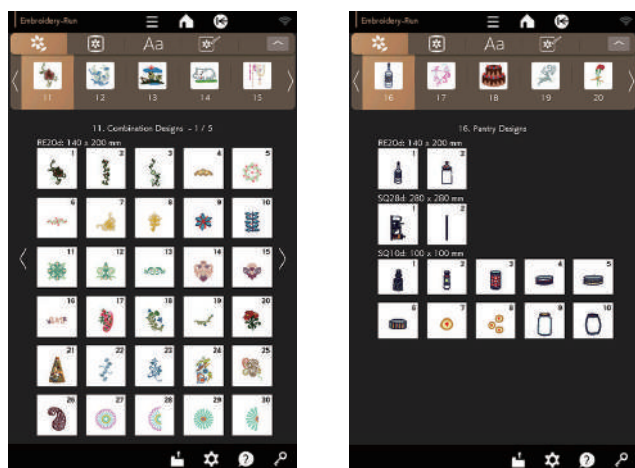 Embroidery-Run
Aa
11 12 13 14 15
11. Combination Designs - 1 / 5
RE20d: 140 x 200 mm
1 2 3 4 5
6 7 8 9 10
11 12 13 14 15
16 17 18 19 20
21 22 23 24 25
26 27 28 29 30
Embroidery-Run
Aa
16 17 18 19 20
16. Pantry Designs
RE20d: 140 x 200 mm
1 2
SQ28d: 280 x 280 mm
1 2
SQ10d: 100 x 100 mm
1 2 3 4 5
6 7 8 9 10